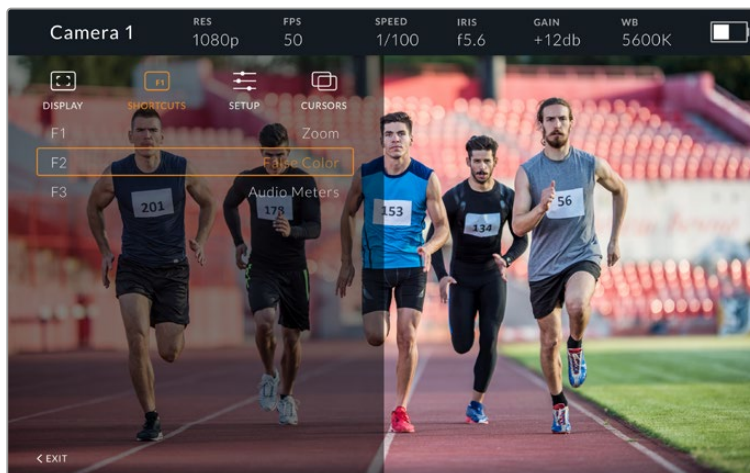 Camera 1
RES
1080p
FPS
50
SPEED
1/100
IRIS
f5.6
GAIN
+12db
WB
5600K
DISPLAY
F1
SHORTCUTS
SETUP
CURSORS
F1 Zoom
F2 False Color
F3 Audio Meters
201
178
153
134
56
EXIT